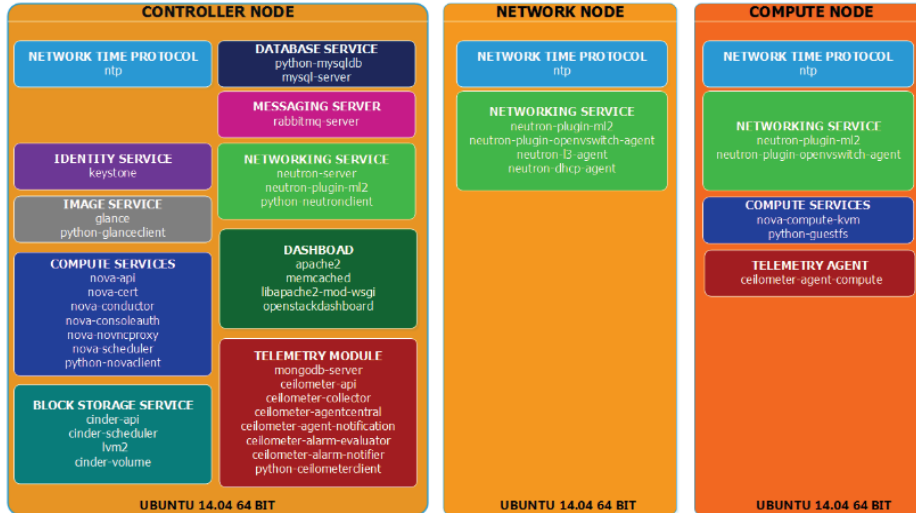 CONTROLLER NODE
NETWORK TIME PROTOCOL
ntp
IDENTITY SERVICE
keystone
IMAGE SERVICE
glance
python-glanceclient
COMPUTE SERVICES
nova-api
nova-cert
nova-conductor
nova-consoleauth
nova-novncproxy
nova-scheduler
python-novaclient
BLOCK STORAGE SERVICE
cinder-api
cinder-scheduler
lvm2
cinder-volume
DATABASE SERVICE
python-mysqldb
mysql-server
MESSAGING SERVER
rabbitmq-server
NETWORKING SERVICE
neutron-server
neutron-plugin-ml2
python-neutronclient
DASHBOAD
apache2
memcached
libapache2-mod-wsgi
openstackdashboard
TELEMETRY MODULE
mongodb-server
ceilometer-api
ceilometer-collector
ceilometer-agentcentral
ceilometer-agent-notification
ceilometer-alarm-evaluator
ceilometer-alarm-notifier
python-ceilometerclient
UBUNTU 14.04 64 BIT
NETWORK NODE
NETWORK TIME PROTOCOL
ntp
NETWORKING SERVICE
neutron-plugin-ml2
neutron-plugin-openvswitch-agent
neutron-l3-agent
neutron-dhcp-agent
UBUNTU 14.04 64 BIT
COMPUTE NODE
NETWORK TIME PROTOCOL
ntp
NETWORKING SERVICE
neutron-plugin-ml2
neutron-plugin-openvswitch-agent
COMPUTE SERVICES
nova-compute-kvm
python-guestfs
TELEMETRY AGENT
ceilometer-agent-compute
UBUNTU 14.04 64 BIT